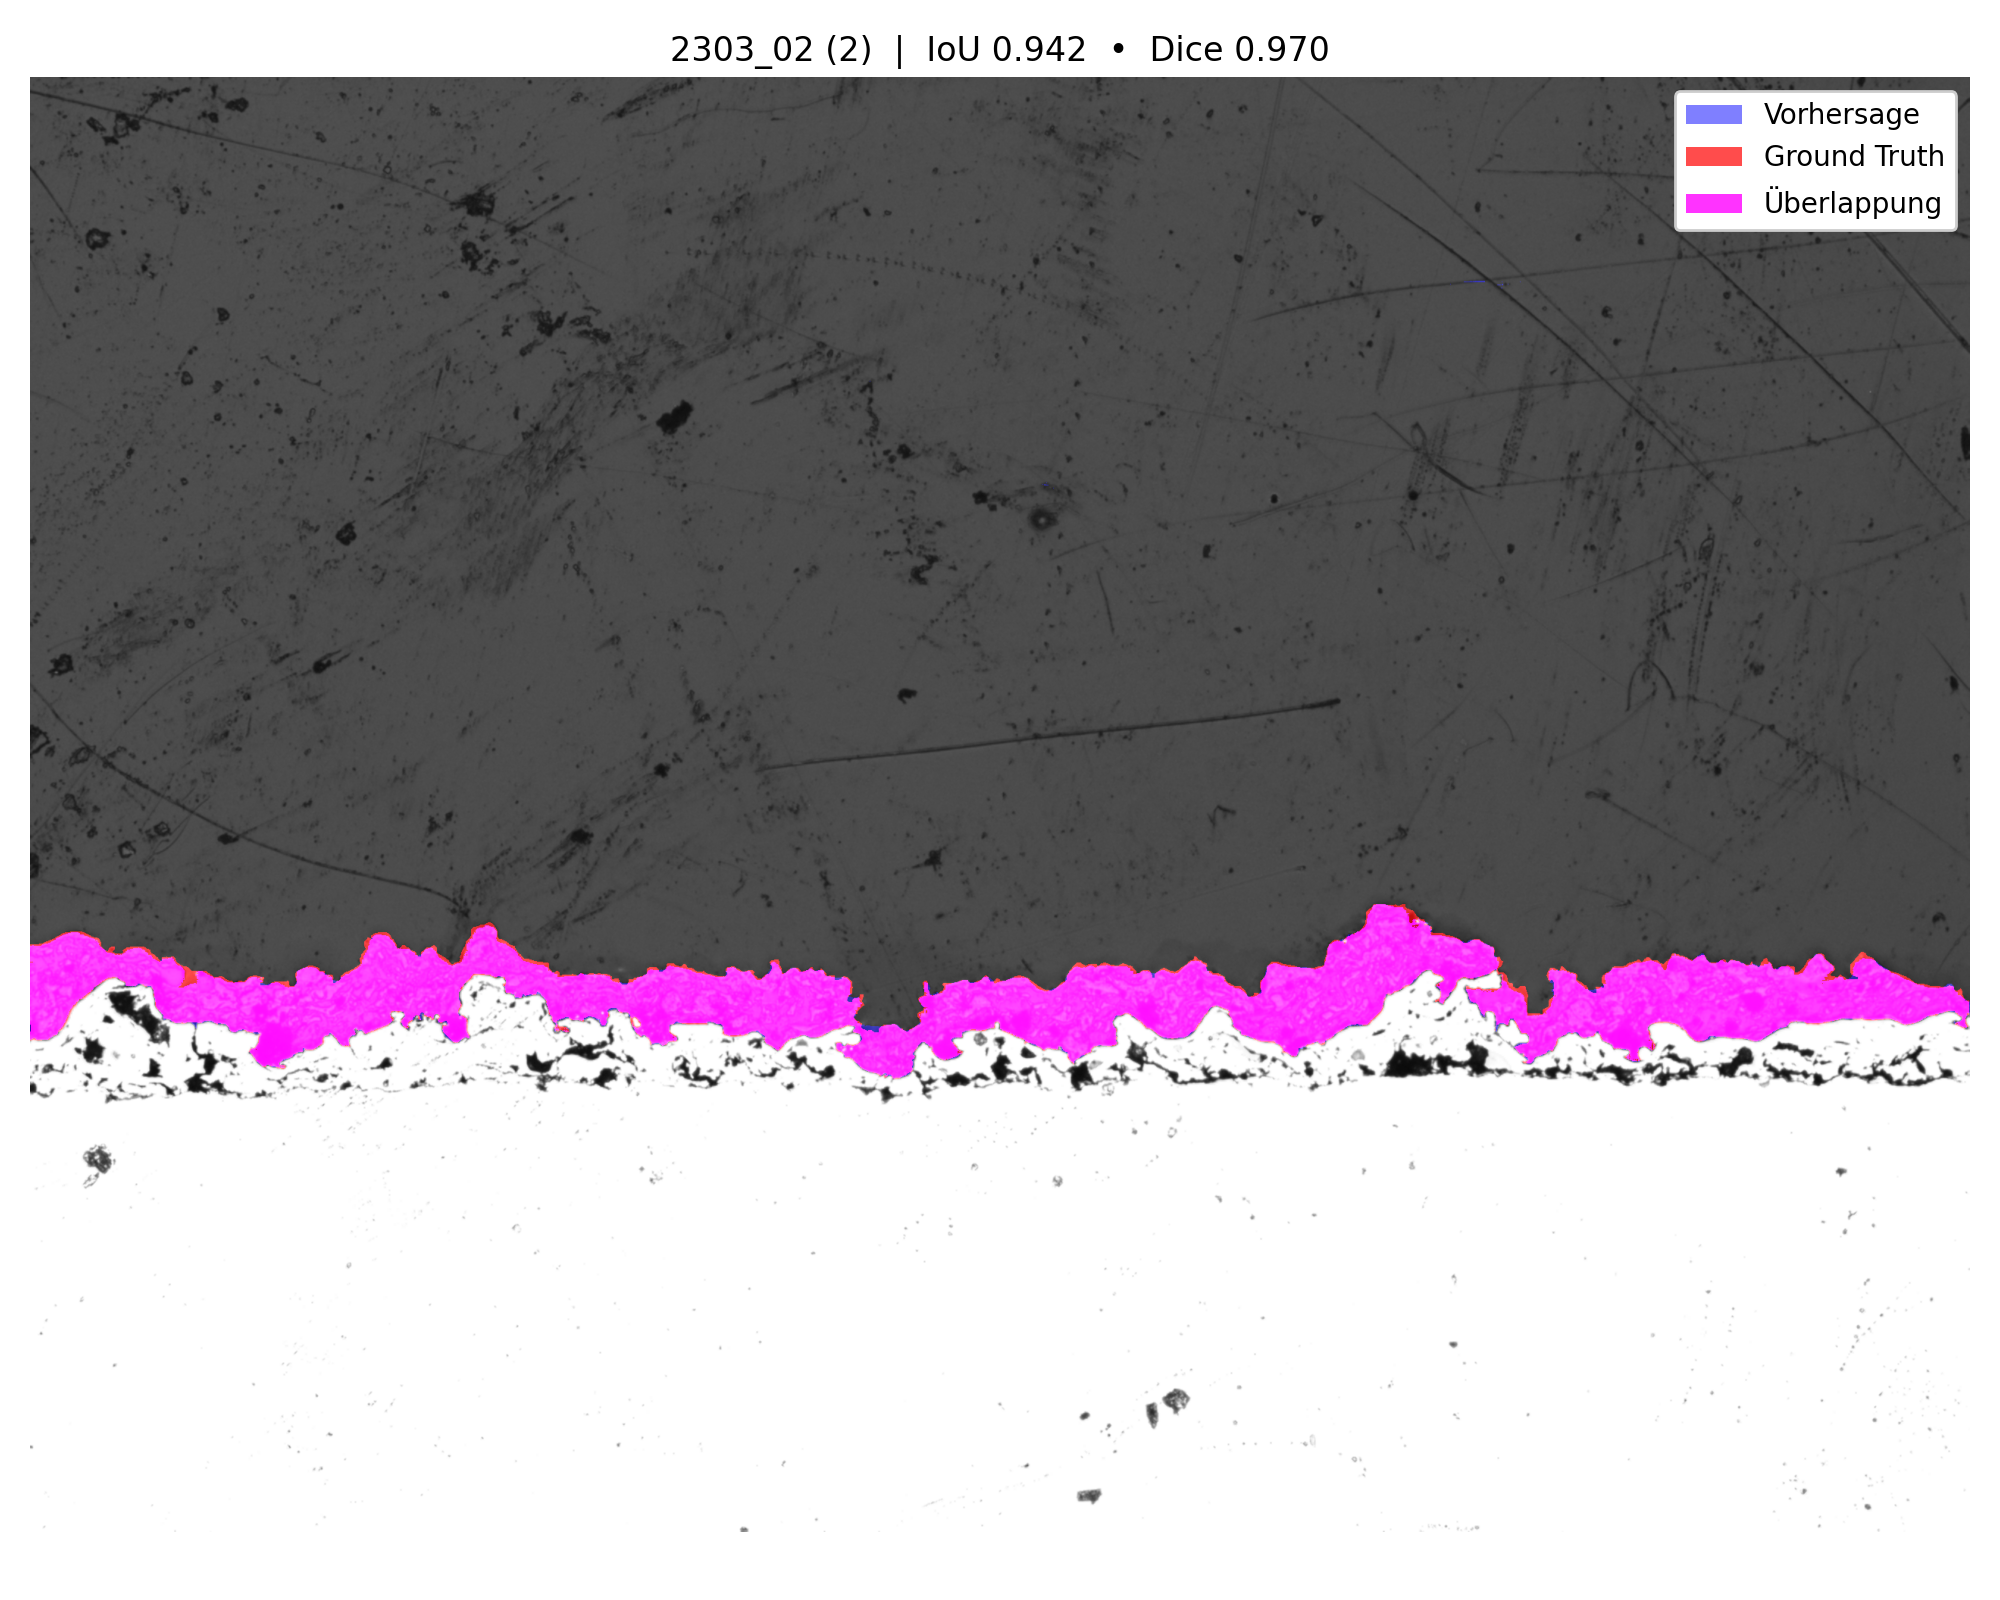 2303_02 (2) | IoU 0.942 • Dice 0.970
Vorhersage
Ground Truth
Überlappung